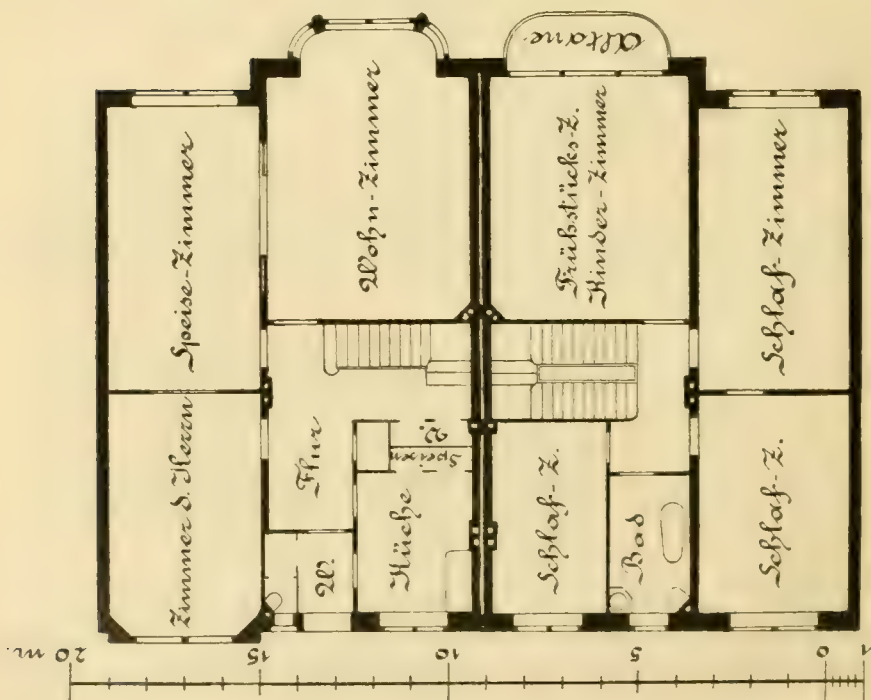 Altane
Speise-Zimmer
Wohn-Zimmer
Frühstücks-Z.
Kinder-Zimmer
Schlaf-Zimmer
Zimmer d. Herrn
Flur
W.
Speisen
V.
Küche
Schlaf-Z.
Bad
Schlaf-Z.
20 m.
15
10
5
0
1